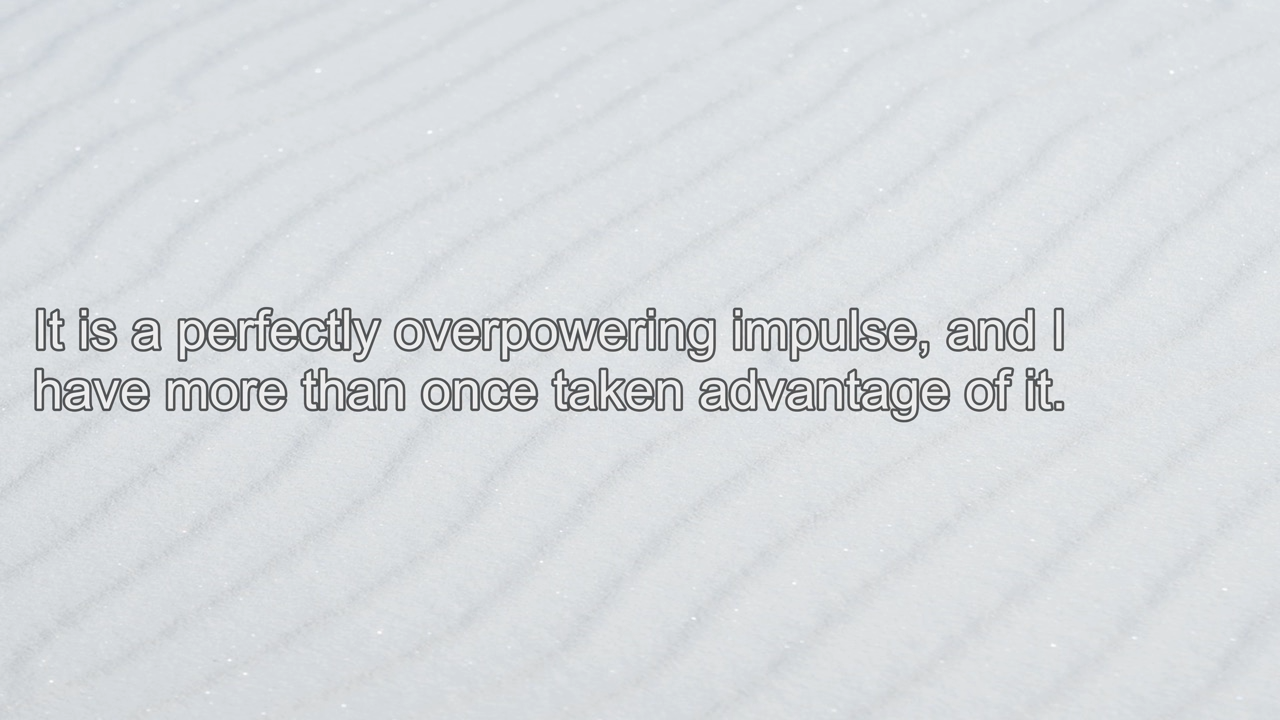 It is a perfectly overpowering impulse, and I
have more than once taken advantage of it.